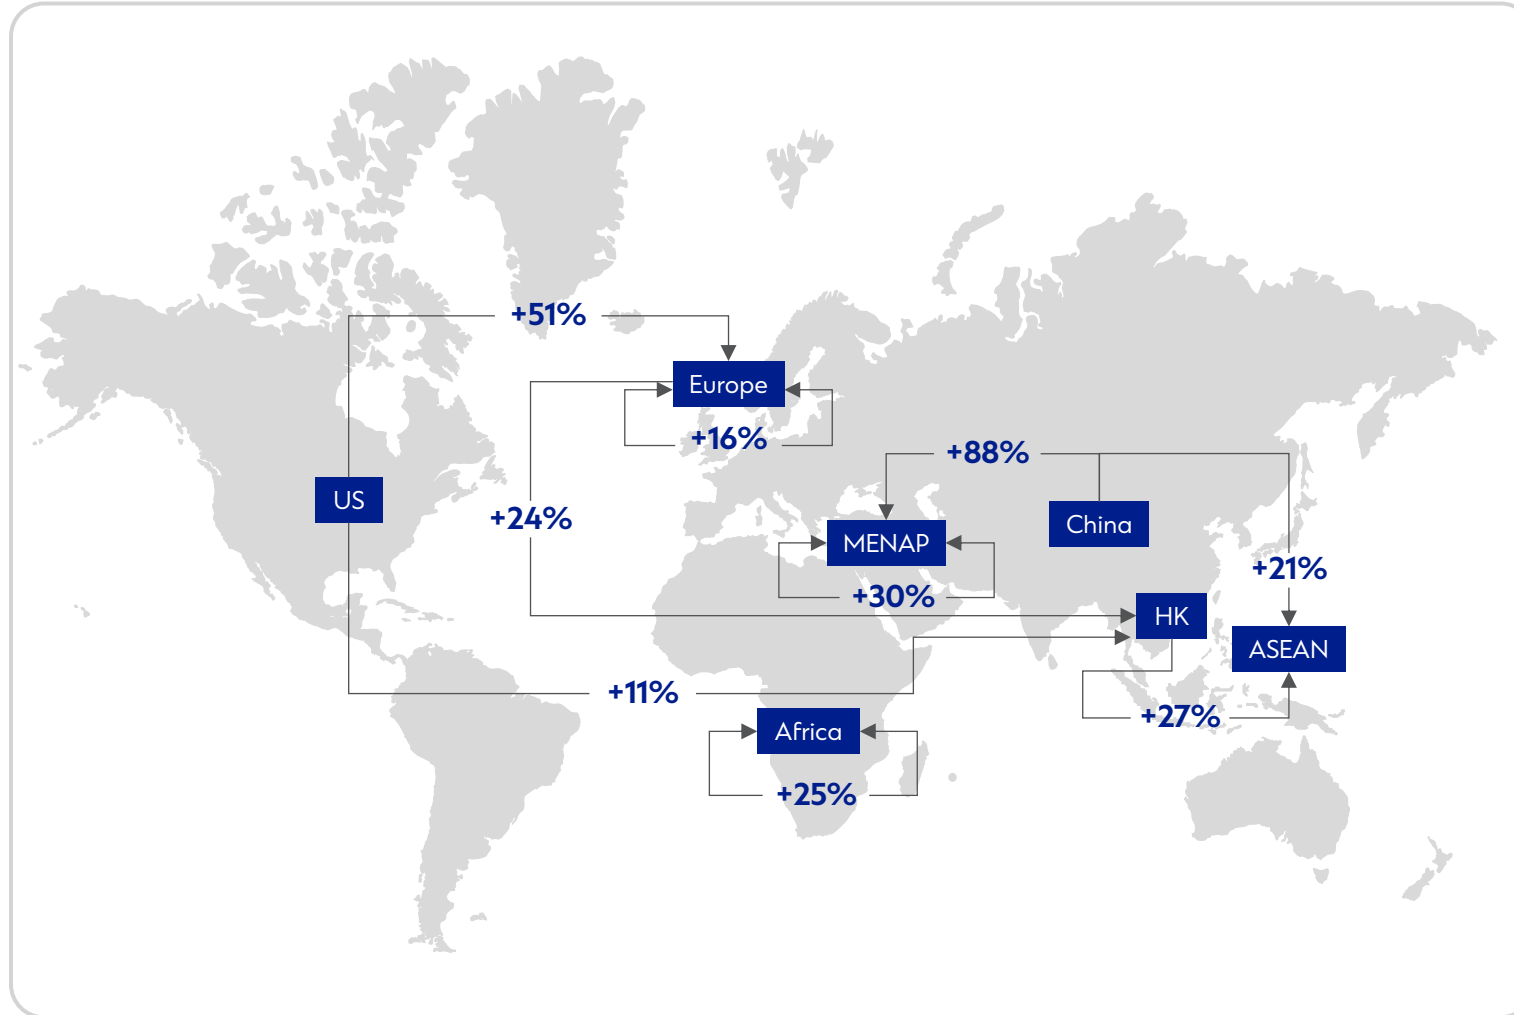 +51%
Europe
+16%
+88%
US
+24%
China
MENAP
+21%
+30%
HK
ASEAN
+11%
+27%
Africa
+25%